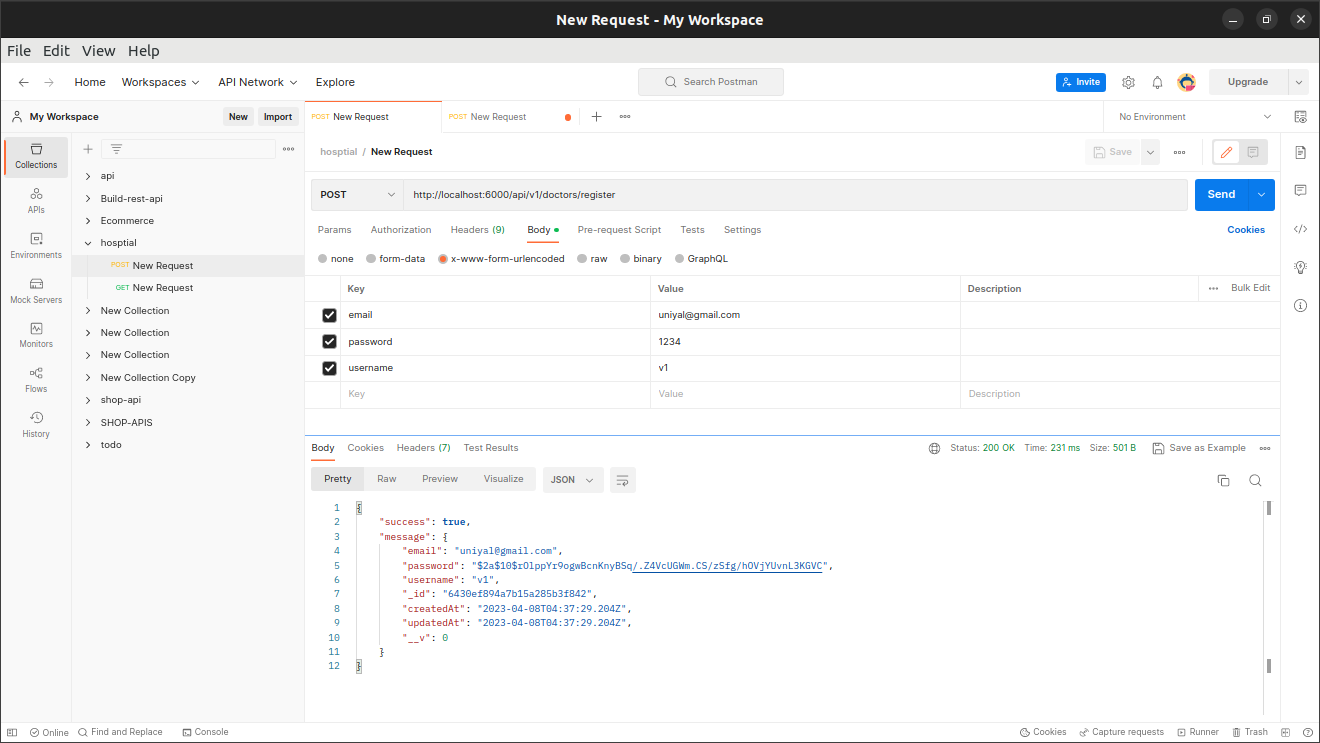 New Request - My Workspace
File Edit View Help
Home Workspaces API Network Explore
Search Postman
Invite
Upgrade
My Workspace New Import
POST New Request
POST New Request
No Environment
Collections
APIs
Environments
Mock Servers
Monitors
Flows
History
api
Build-rest-api
Ecommerce
hosptial
POST New Request
GET New Request
New Collection
New Collection
New Collection
New Collection Copy
shop-api
SHOP-APIS
todo
hosptial / New Request
Save
POST http://localhost:6000/api/v1/doctors/register Send
Params Authorization Headers (9) Body Pre-request Script Tests Settings Cookies
none form-data x-www-form-urlencoded raw binary GraphQL
Key Value Description Bulk Edit
email uniyal@gmail.com
password 1234
username v1
Key Value Description
Body Cookies Headers (7) Test Results Status: 200 OK Time: 231 ms Size: 501 B Save as Example
Pretty Raw Preview Visualize JSON
1 {
2 "success": true,
3 "message": {
4 "email": "uniyal@gmail.com",
5 "password": "$2a$10$rOlppYr9ogwBcnKnyBSq/.Z4VcUGWm.CS/zSfg/hOVjYUvnL3KGVC",
6 "username": "v1",
7 "_id": "6430ef894a7b15a285b3f842",
8 "createdAt": "2023-04-08T04:37:29.204Z",
9 "updatedAt": "2023-04-08T04:37:29.204Z",
10 "__v": 0
11 }
12 }
Online Find and Replace Console Cookies Capture requests Runner Trash